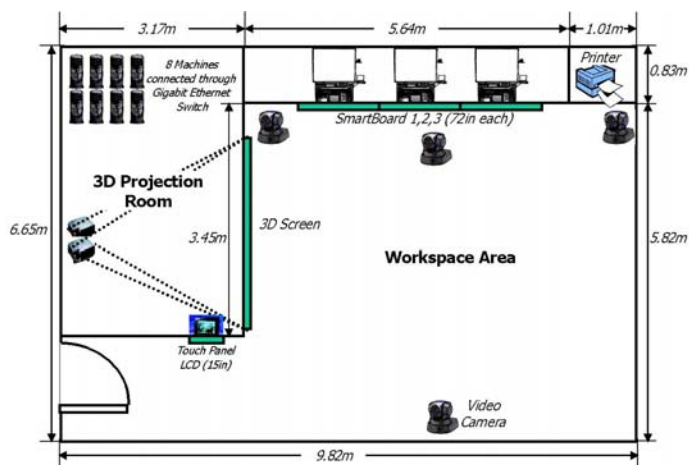 3.17m
5.64m
1.01m
8 Machines
connected through
Gigabit Ethernet
Switch
Printer
0.83m
SmartBoard 1,2,3 (72in each)
3D Projection
Room
6.65m
3.45m
3D Screen
Workspace Area
5.82m
Touch Panel
LCD (15in)
Video
Camera
9.82m